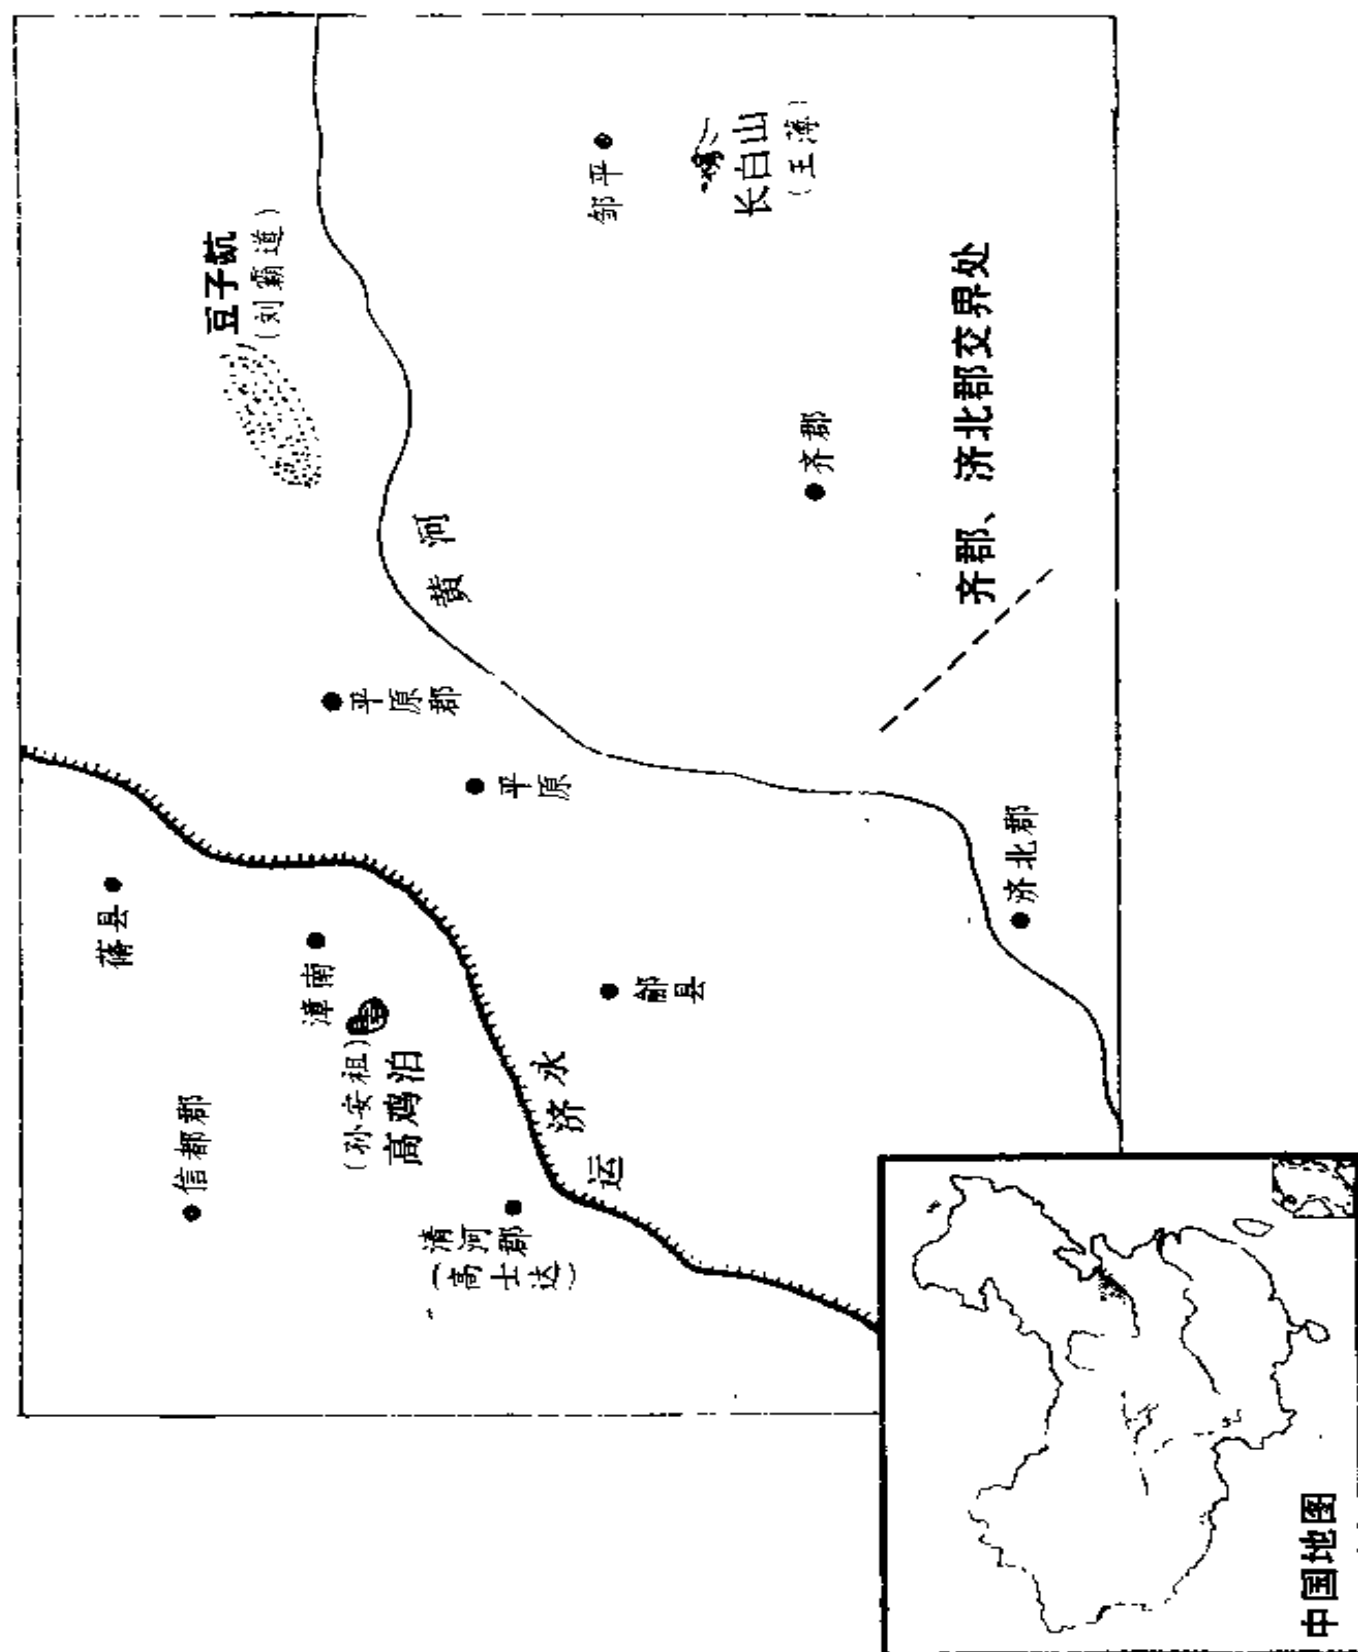 蓨县
信都郡
漳南
(孙安祖)
高鸡泊
清河郡
(高士达)
运
济
水
平原郡
平原
鄃县
豆子䴚
(刘霸道)
黄
河
邹平
长白山
(王薄)
齐郡
齐郡、济北郡交界处
济北郡
中国地图